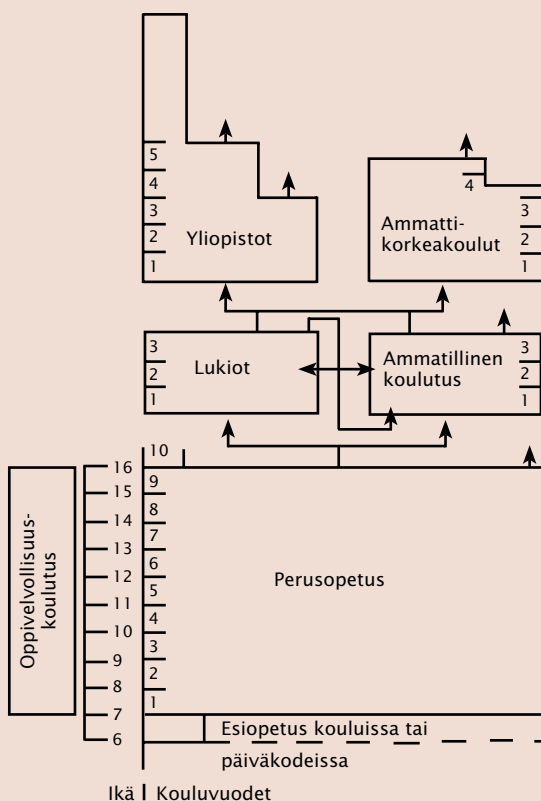 5
4
3
2
1
Yliopistot
4
3
2
1
Ammatti-
korkeakoulut
3
2
1
Lukiot
3
2
1
Ammatillinen
koulutus
Oppivelvollisuus-
koulutus
16
15
14
13
12
11
10
9
8
7
6
10
9
8
7
6
5
4
3
2
1
Perusopetus
Esiopetus kouluissa tai
päiväkodeissa
Ikä
Kouluvuodet